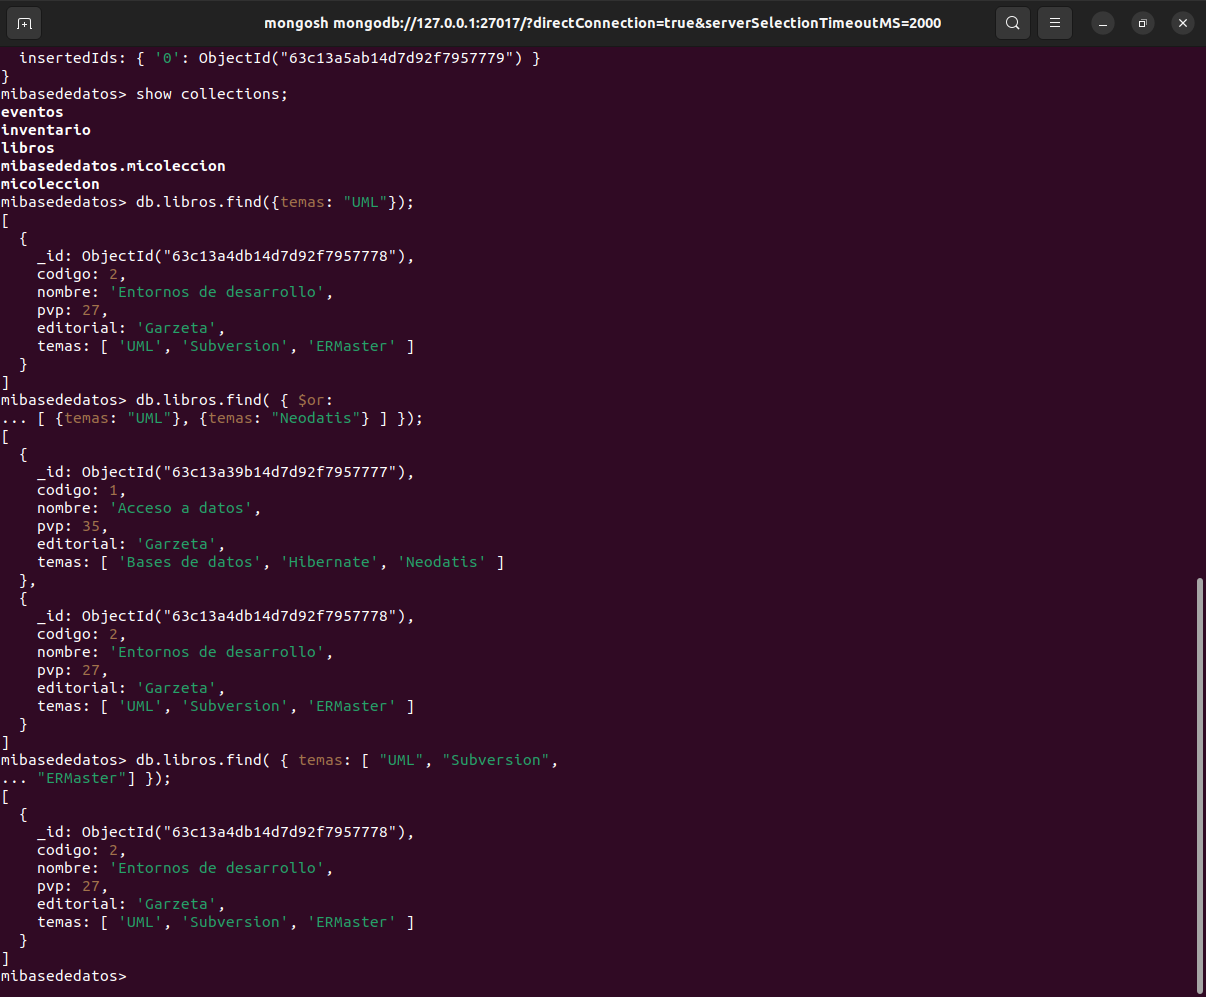 mongosh mongodb://127.0.0.1:27017/?directConnection=true&serverSelectionTimeoutMS=2000
  insertedIds: { '0': ObjectId("63c13a5ab14d7d92f7957779") }
}
mibasededatos> show collections;
eventos
inventario
libros
mibasededatos.micoleccion
micoleccion
mibasededatos> db.libros.find({temas: "UML"});
[
  {
    _id: ObjectId("63c13a4db14d7d92f7957778"),
    codigo: 2,
    nombre: 'Entornos de desarrollo',
    pvp: 27,
    editorial: 'Garzeta',
    temas: [ 'UML', 'Subversion', 'ERMaster' ]
  }
]
mibasededatos> db.libros.find( { $or:
... [ {temas: "UML"}, {temas: "Neodatis"} ] });
[
  {
    _id: ObjectId("63c13a39b14d7d92f7957777"),
    codigo: 1,
    nombre: 'Acceso a datos',
    pvp: 35,
    editorial: 'Garzeta',
    temas: [ 'Bases de datos', 'Hibernate', 'Neodatis' ]
  },
  {
    _id: ObjectId("63c13a4db14d7d92f7957778"),
    codigo: 2,
    nombre: 'Entornos de desarrollo',
    pvp: 27,
    editorial: 'Garzeta',
    temas: [ 'UML', 'Subversion', 'ERMaster' ]
  }
]
mibasededatos> db.libros.find( { temas: [ "UML", "Subversion",
... "ERMaster"] });
[
  {
    _id: ObjectId("63c13a4db14d7d92f7957778"),
    codigo: 2,
    nombre: 'Entornos de desarrollo',
    pvp: 27,
    editorial: 'Garzeta',
    temas: [ 'UML', 'Subversion', 'ERMaster' ]
  }
]
mibasededatos>